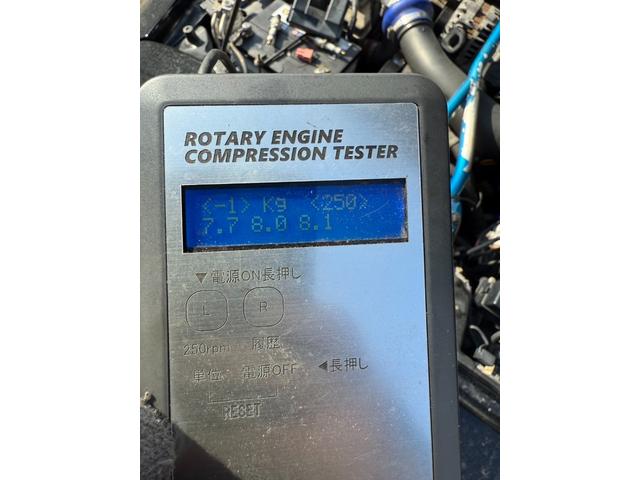 ROTARY ENGINE
COMPRESSION TESTER
<-1> Kg <250>
7.7 8.0 8.1
▼電源ON長押し
L R
250rpm 履歴
単位 電源OFF ◀長押し
RESET